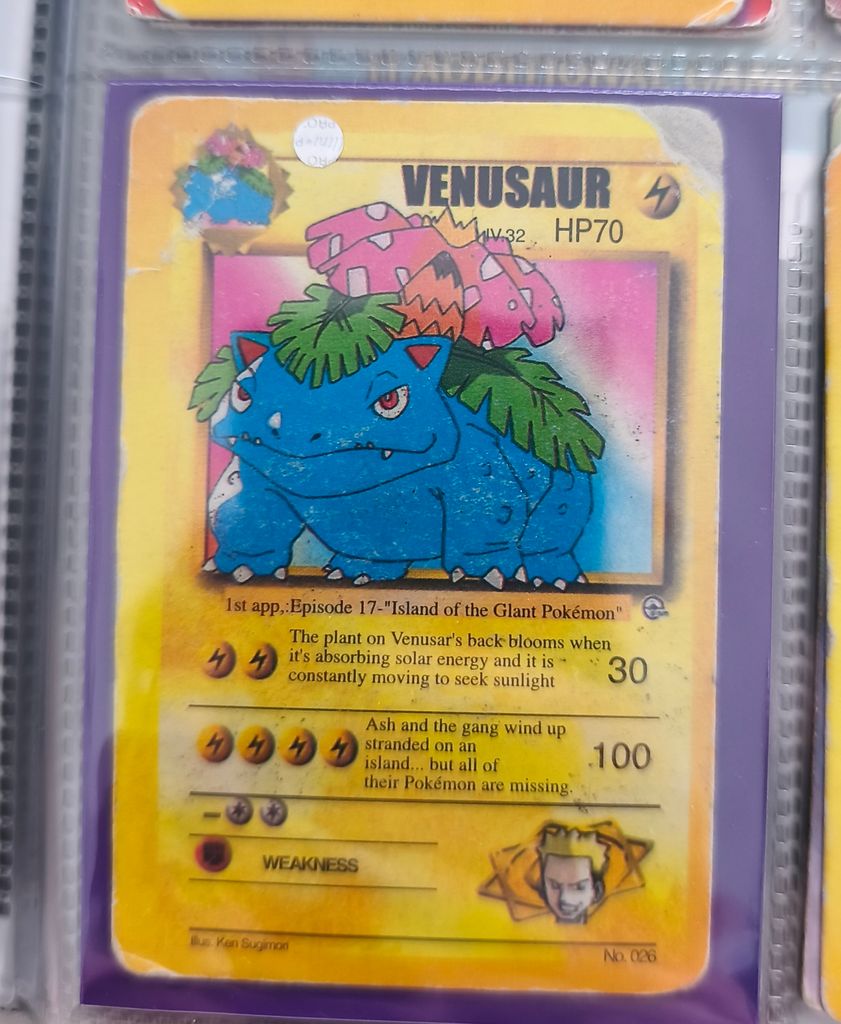 VENUSAUR
LV.32 HP70
1st app,:Episode 17-"Island of the Glant Pokémon"
The plant on Venusar's back blooms when
it's absorbing solar energy and it is
constantly moving to seek sunlight
30
Ash and the gang wind up
stranded on an
island... but all of
their Pokémon are missing.
100
WEAKNESS
Illus. Ken Sugimori
No. 026